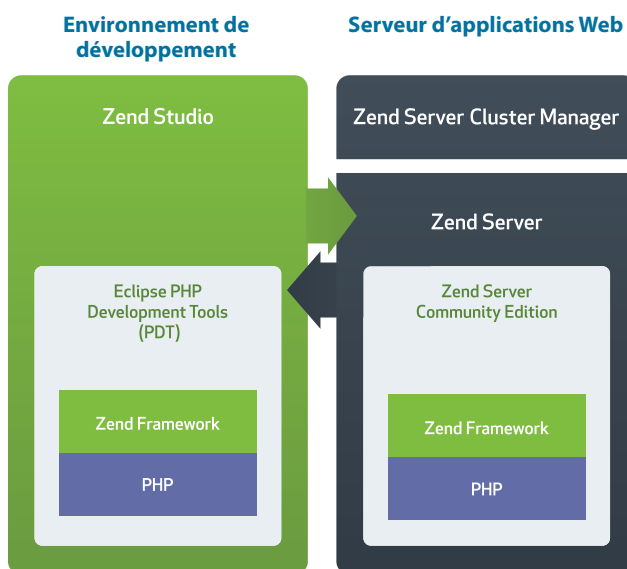 Environnement de
développement
Zend Studio
Eclipse PHP
Development Tools
(PDT)
Zend Framework
PHP
Serveur d’applications Web
Zend Server Cluster Manager
Zend Server
Zend Server
Community Edition
Zend Framework
PHP